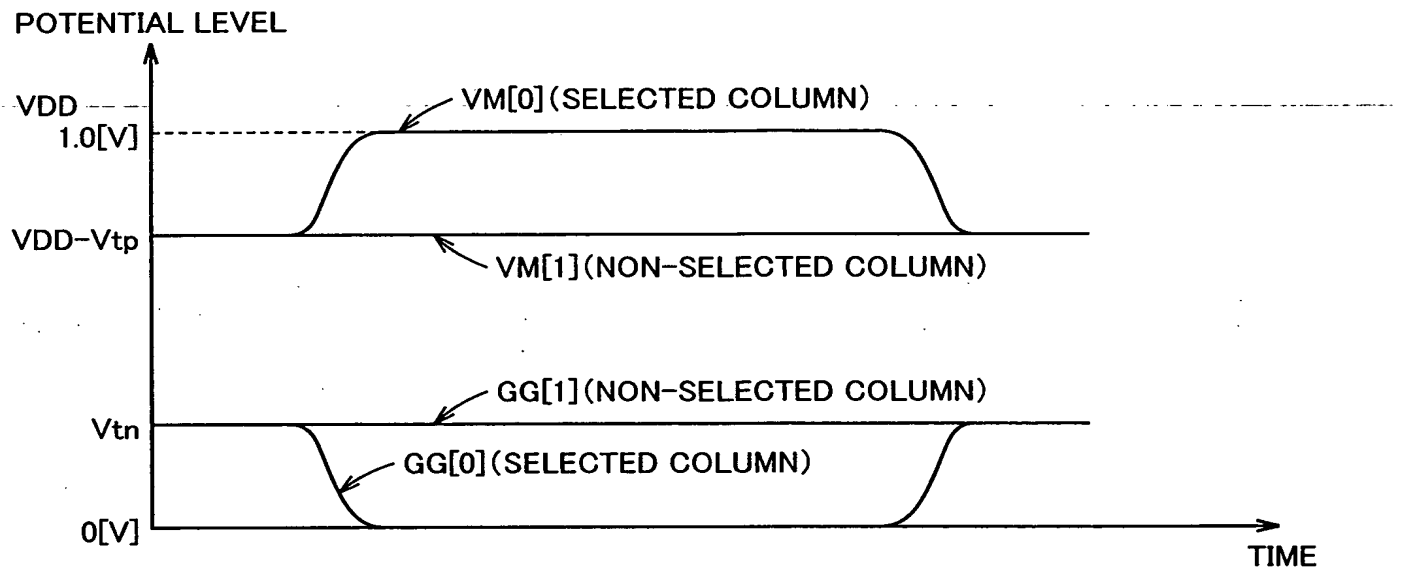 POTENTIAL LEVEL
VDD
1.0[V]
VM[0](SELECTED COLUMN)
VDD-Vtp
VM[1](NON-SELECTED COLUMN)
GG[1](NON-SELECTED COLUMN)
Vtn
GG[0](SELECTED COLUMN)
0[V]
TIME